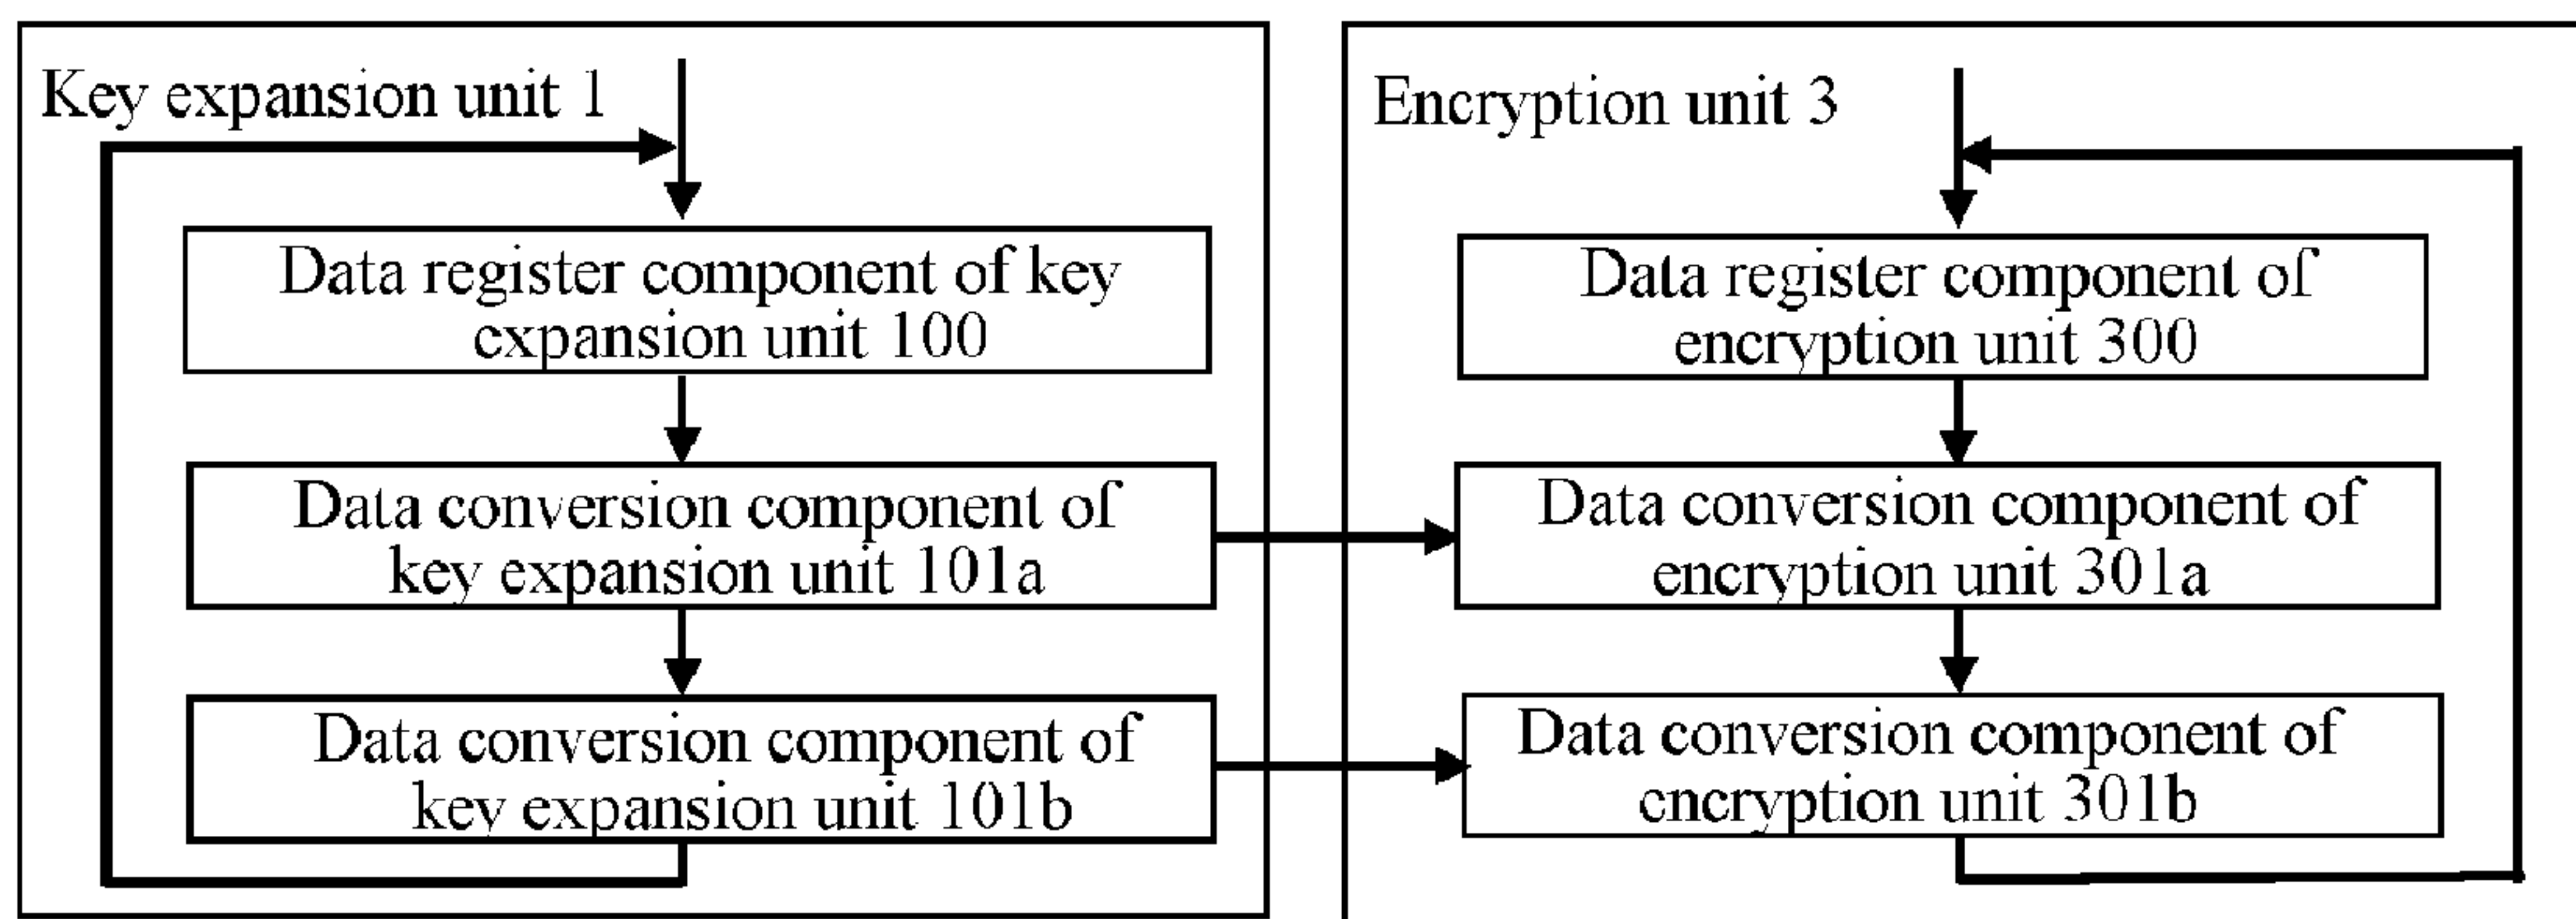 Key expansion unit 1
Data register component of key
expansion unit 100
Data conversion component of
key expansion unit 101a
Data conversion component of
key expansion unit 101b
Encryption unit 3
Data register component of
encryption unit 300
Data conversion component of
encryption unit 301a
Data conversion component of
encryption unit 301b